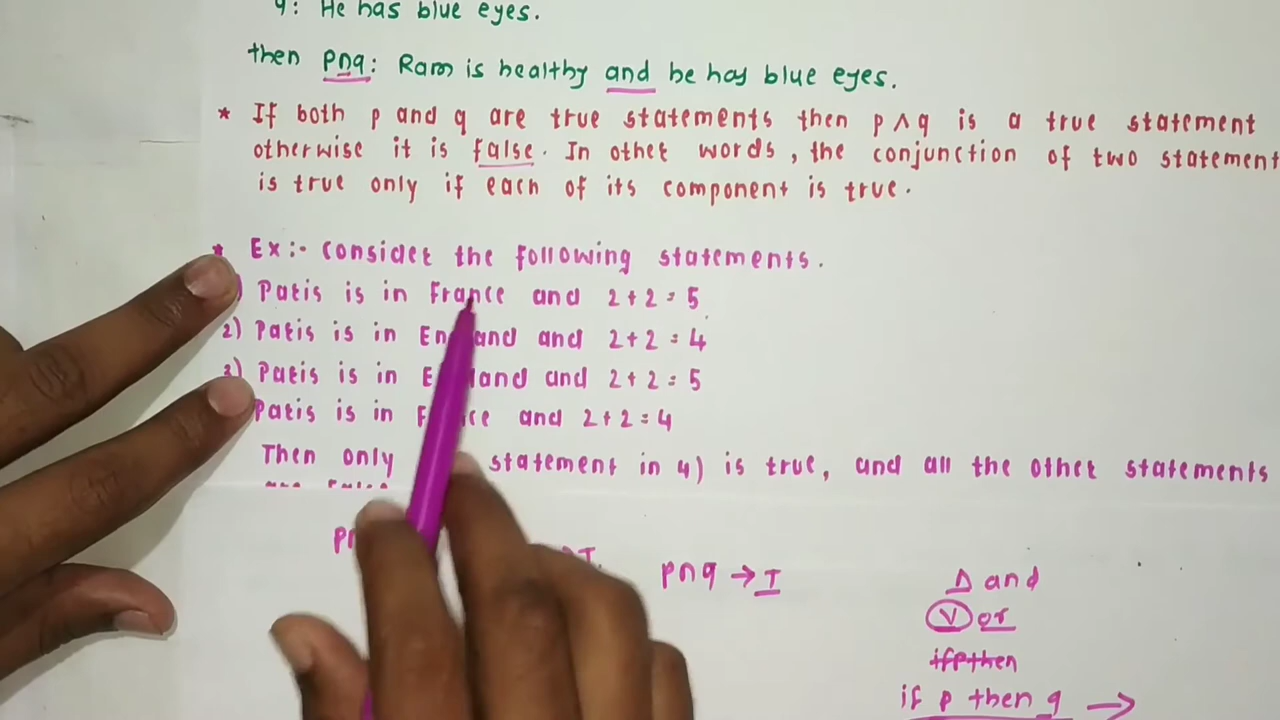 q: He has blue eyes.
then p∩q: Ram is healthy and he has blue eyes.
* If both p and q are true statements then p ∧ q is a true statement
otherwise it is false. In other words, the conjunction of two statement
is true only if each of its component is true.
* Ex:- Consider the following statements.
Paris is in France and 2+2=5
2) Paris is in England and 2+2=4
3) Paris is in England and 2+2=5
Paris is in France and 2+2=4
Then only statement in 4) is true, and all the other statements
are false
p∩q → T
∆ and
V or
if p then
if p then q →